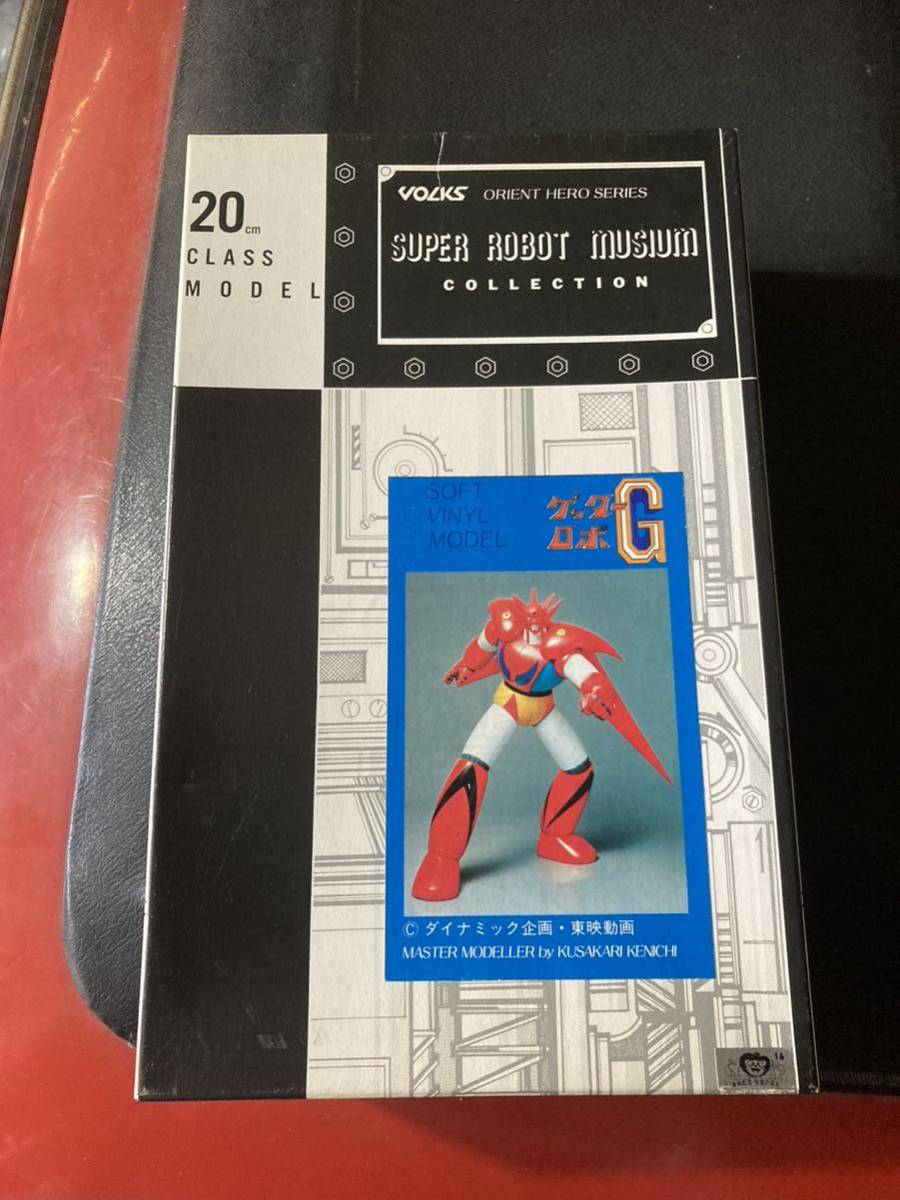 20cm
CLASS
MODEL
VOLKS ORIENT HERO SERIES
SUPER ROBOT MUSIUM
COLLECTION
SOFT
VINYL
MODEL
ゲッター
ロボG
© ダイナミック企画・東映動画
MASTER MODELLER by KUSAKARI KENICHI
16